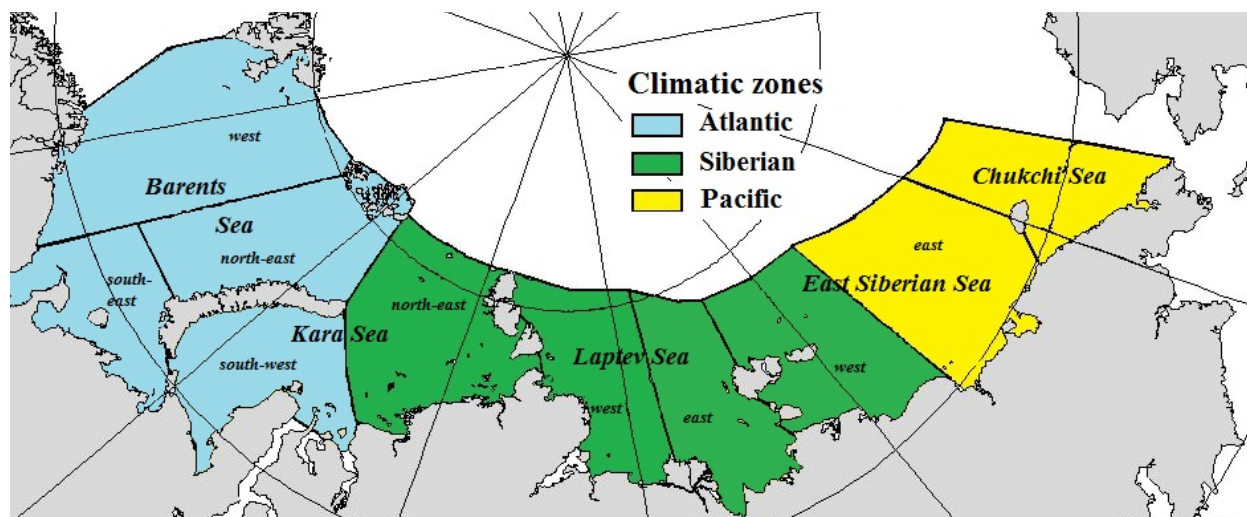 Climatic zones
Atlantic
Siberian
Pacific
west
Barents
Sea
north-east
south-
east
south-west
Kara Sea
north-east
Laptev Sea
west
east
East Siberian Sea
west
east
Chukchi Sea